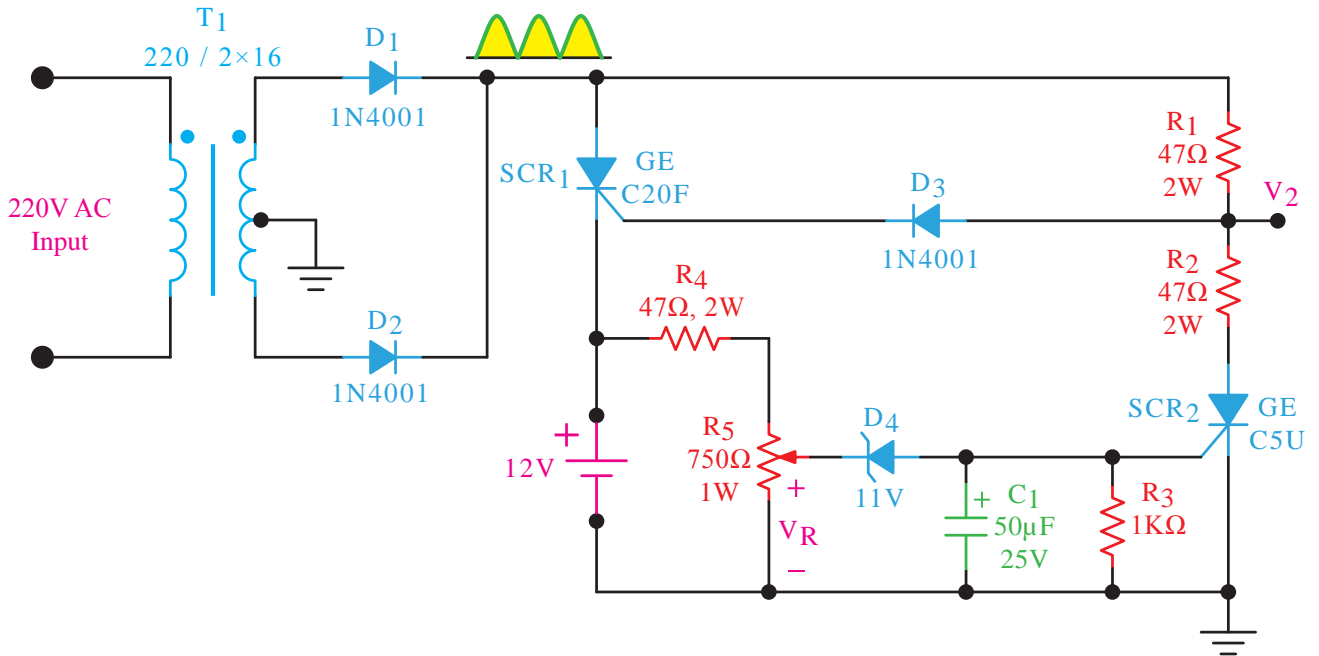 T1
220 / 2×16
D1
1N4001
220V AC
Input
D2
1N4001
SCR1
GE
C20F
D3
1N4001
R1
47Ω
2W
V2
R2
47Ω
2W
R4
47Ω, 2W
+
12V
R5
750Ω
1W
+
VR
−
D4
11V
+
C1
50µF
25V
R3
1KΩ
SCR2
GE
C5U